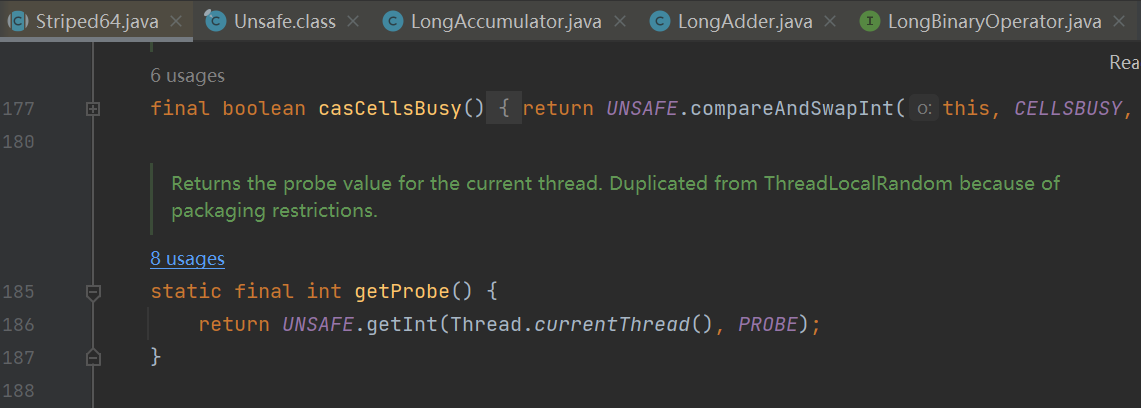 Striped64.java × Unsafe.class × LongAccumulator.java × LongAdder.java × LongBinaryOperator.java ×
Rea
6 usages
177 final boolean casCellsBusy() { return UNSAFE.compareAndSwapInt( o: this, CELLSBUSY,
180
Returns the probe value for the current thread. Duplicated from ThreadLocalRandom because of
packaging restrictions.
8 usages
185 static final int getProbe() {
186 return UNSAFE.getInt(Thread.currentThread(), PROBE);
187 }
188